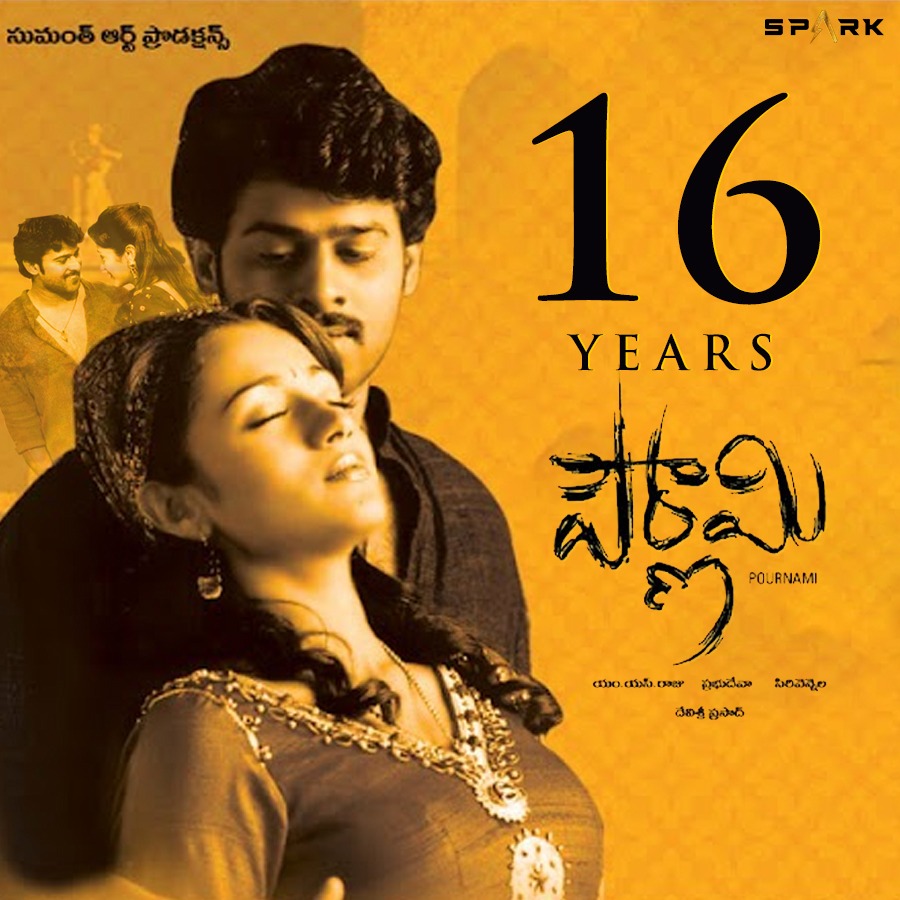 సుమంత్ ఆర్ట్ ప్రొడక్షన్స్
SPARK
16
YEARS
పౌర్ణమి
POURNAMI
యం.యస్.రాజు ప్రభుదేవా సిరివెన్నెల
దేవిశ్రీ ప్రసాద్